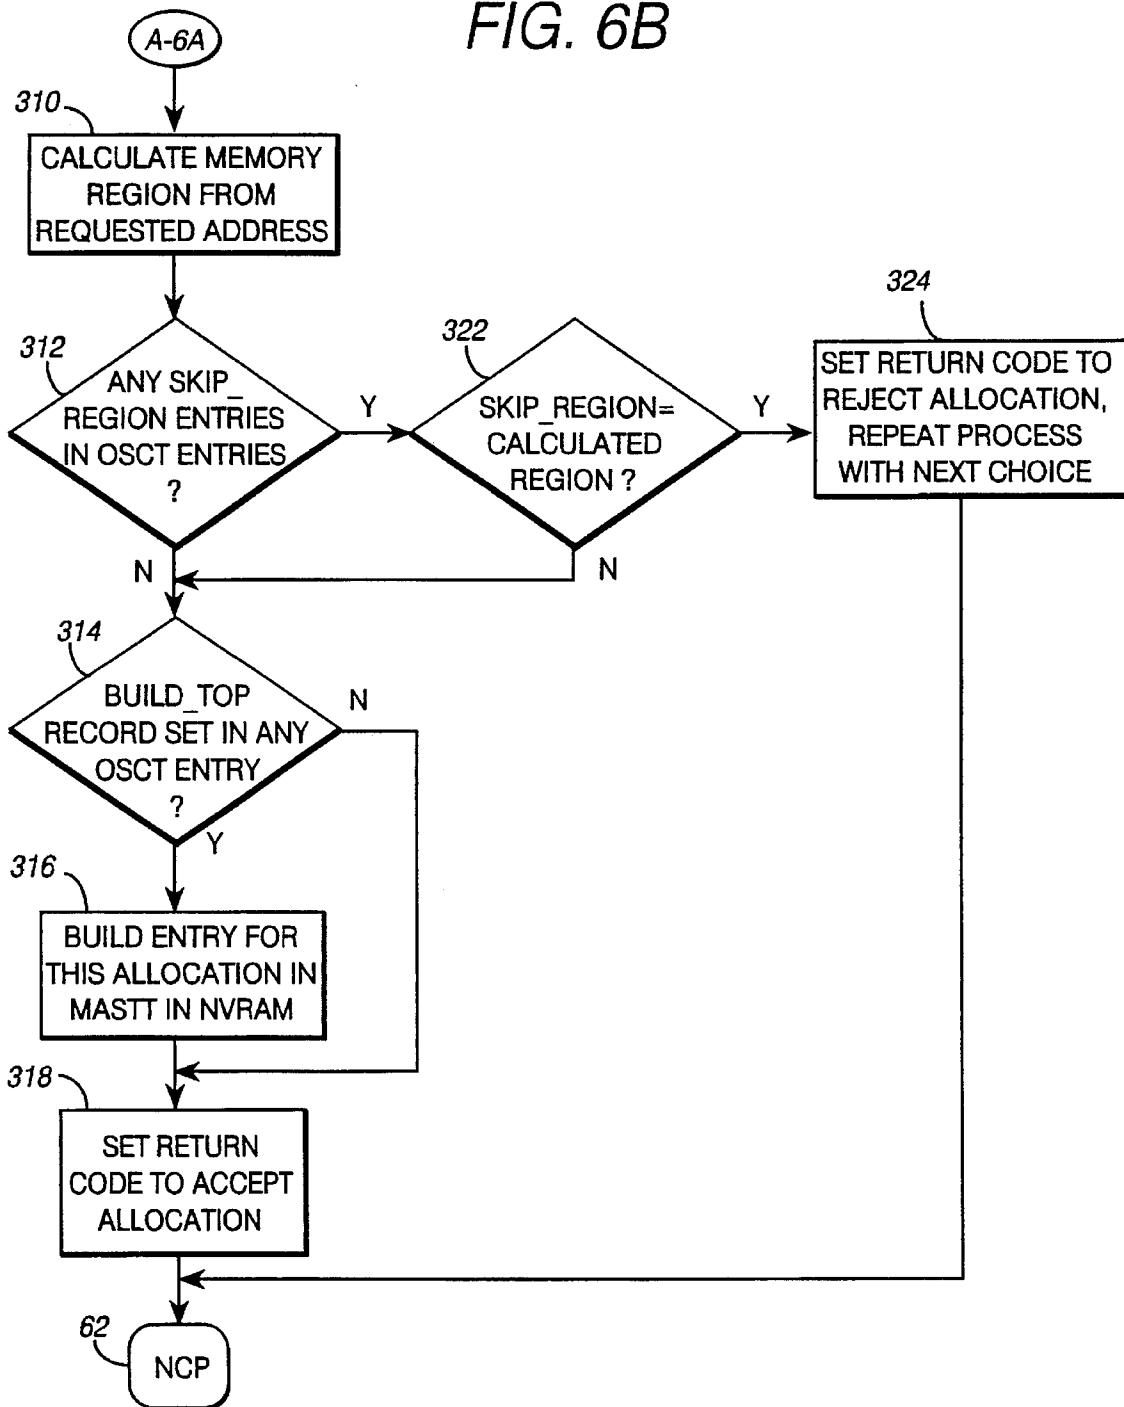 FIG. 6B
A-6A
310
CALCULATE MEMORY
REGION FROM
REQUESTED ADDRESS
312
ANY SKIP_
REGION ENTRIES
IN OSCT ENTRIES
?
Y
N
322
SKIP_REGION=
CALCULATED
REGION ?
Y
N
324
SET RETURN CODE TO
REJECT ALLOCATION,
REPEAT PROCESS
WITH NEXT CHOICE
314
BUILD_TOP
RECORD SET IN ANY
OSCT ENTRY
?
N
Y
316
BUILD ENTRY FOR
THIS ALLOCATION IN
MASTT IN NVRAM
318
SET RETURN
CODE TO ACCEPT
ALLOCATION
62
NCP